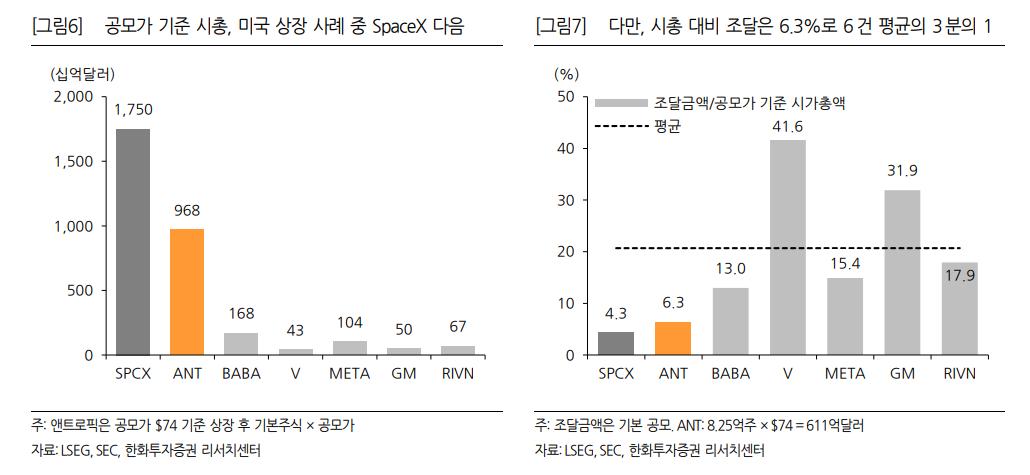 [그림6] 공모가 기준 시총, 미국 상장 사례 중 SpaceX 다음
(십억달러)
2,000
1,500
1,000
500
0
1,750
968
168
43
104
50
67
SPCX ANT BABA V META GM RIVN
주: 앤트로픽은 공모가 $74 기준 상장 후 기본주식 × 공모가
자료: LSEG, SEC, 한화투자증권 리서치센터
[그림7] 다만, 시총 대비 조달은 6.3%로 6건 평균의 3분의 1
(%)
50
40
30
20
10
0
조달금액/공모가 기준 시가총액
평균
4.3
6.3
13.0
41.6
15.4
31.9
17.9
SPCX ANT BABA V META GM RIVN
주: 조달금액은 기본 공모. ANT: 8.25억주 × $74 = 611억달러
자료: LSEG, SEC, 한화투자증권 리서치센터